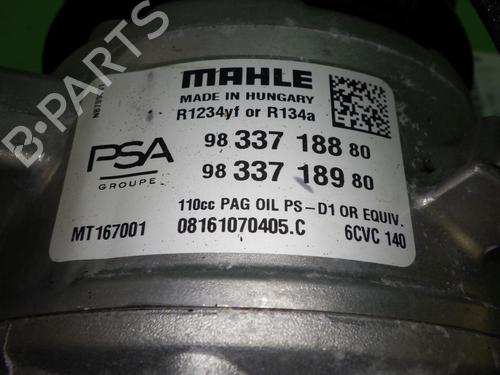 MAHLE
MADE IN HUNGARY
R1234yf or R134a
98 337 188 80
98 337 189 80
PSA
GROUPE
110cc PAG OIL PS-D1 OR EQUIV.
MT167001 08161070405.C 6CVC 140
B-PARTS